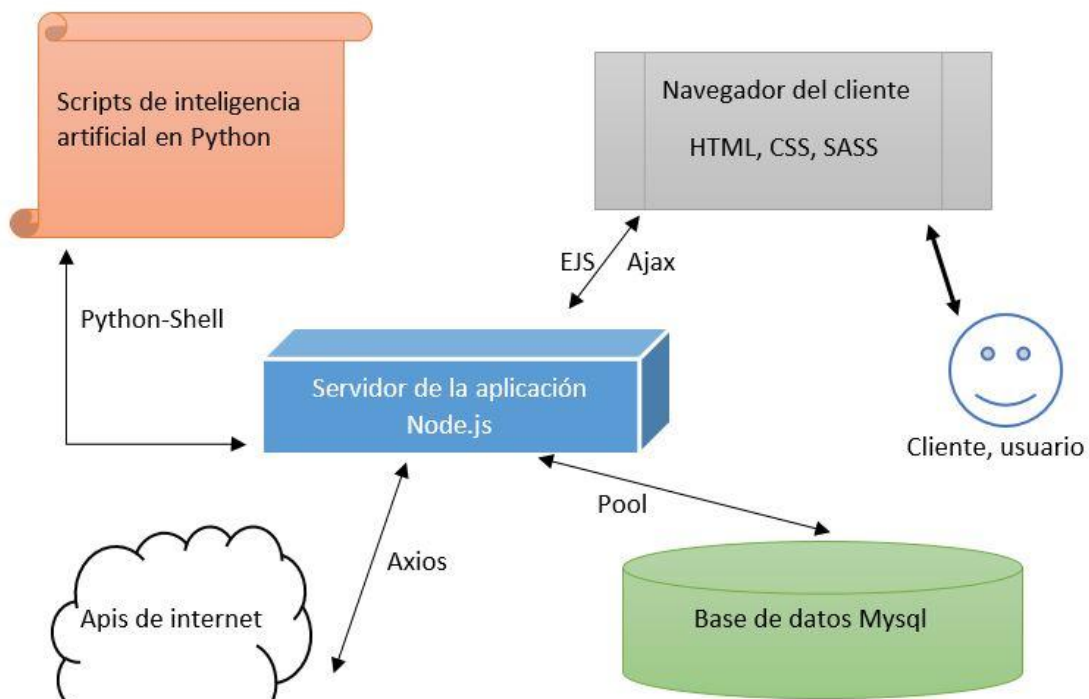 Scripts de inteligencia
artificial en Python
Navegador del cliente
HTML, CSS, SASS
EJS
Ajax
Python-Shell
Servidor de la aplicación
Node.js
Cliente, usuario
Pool
Axios
Apis de internet
Base de datos Mysql